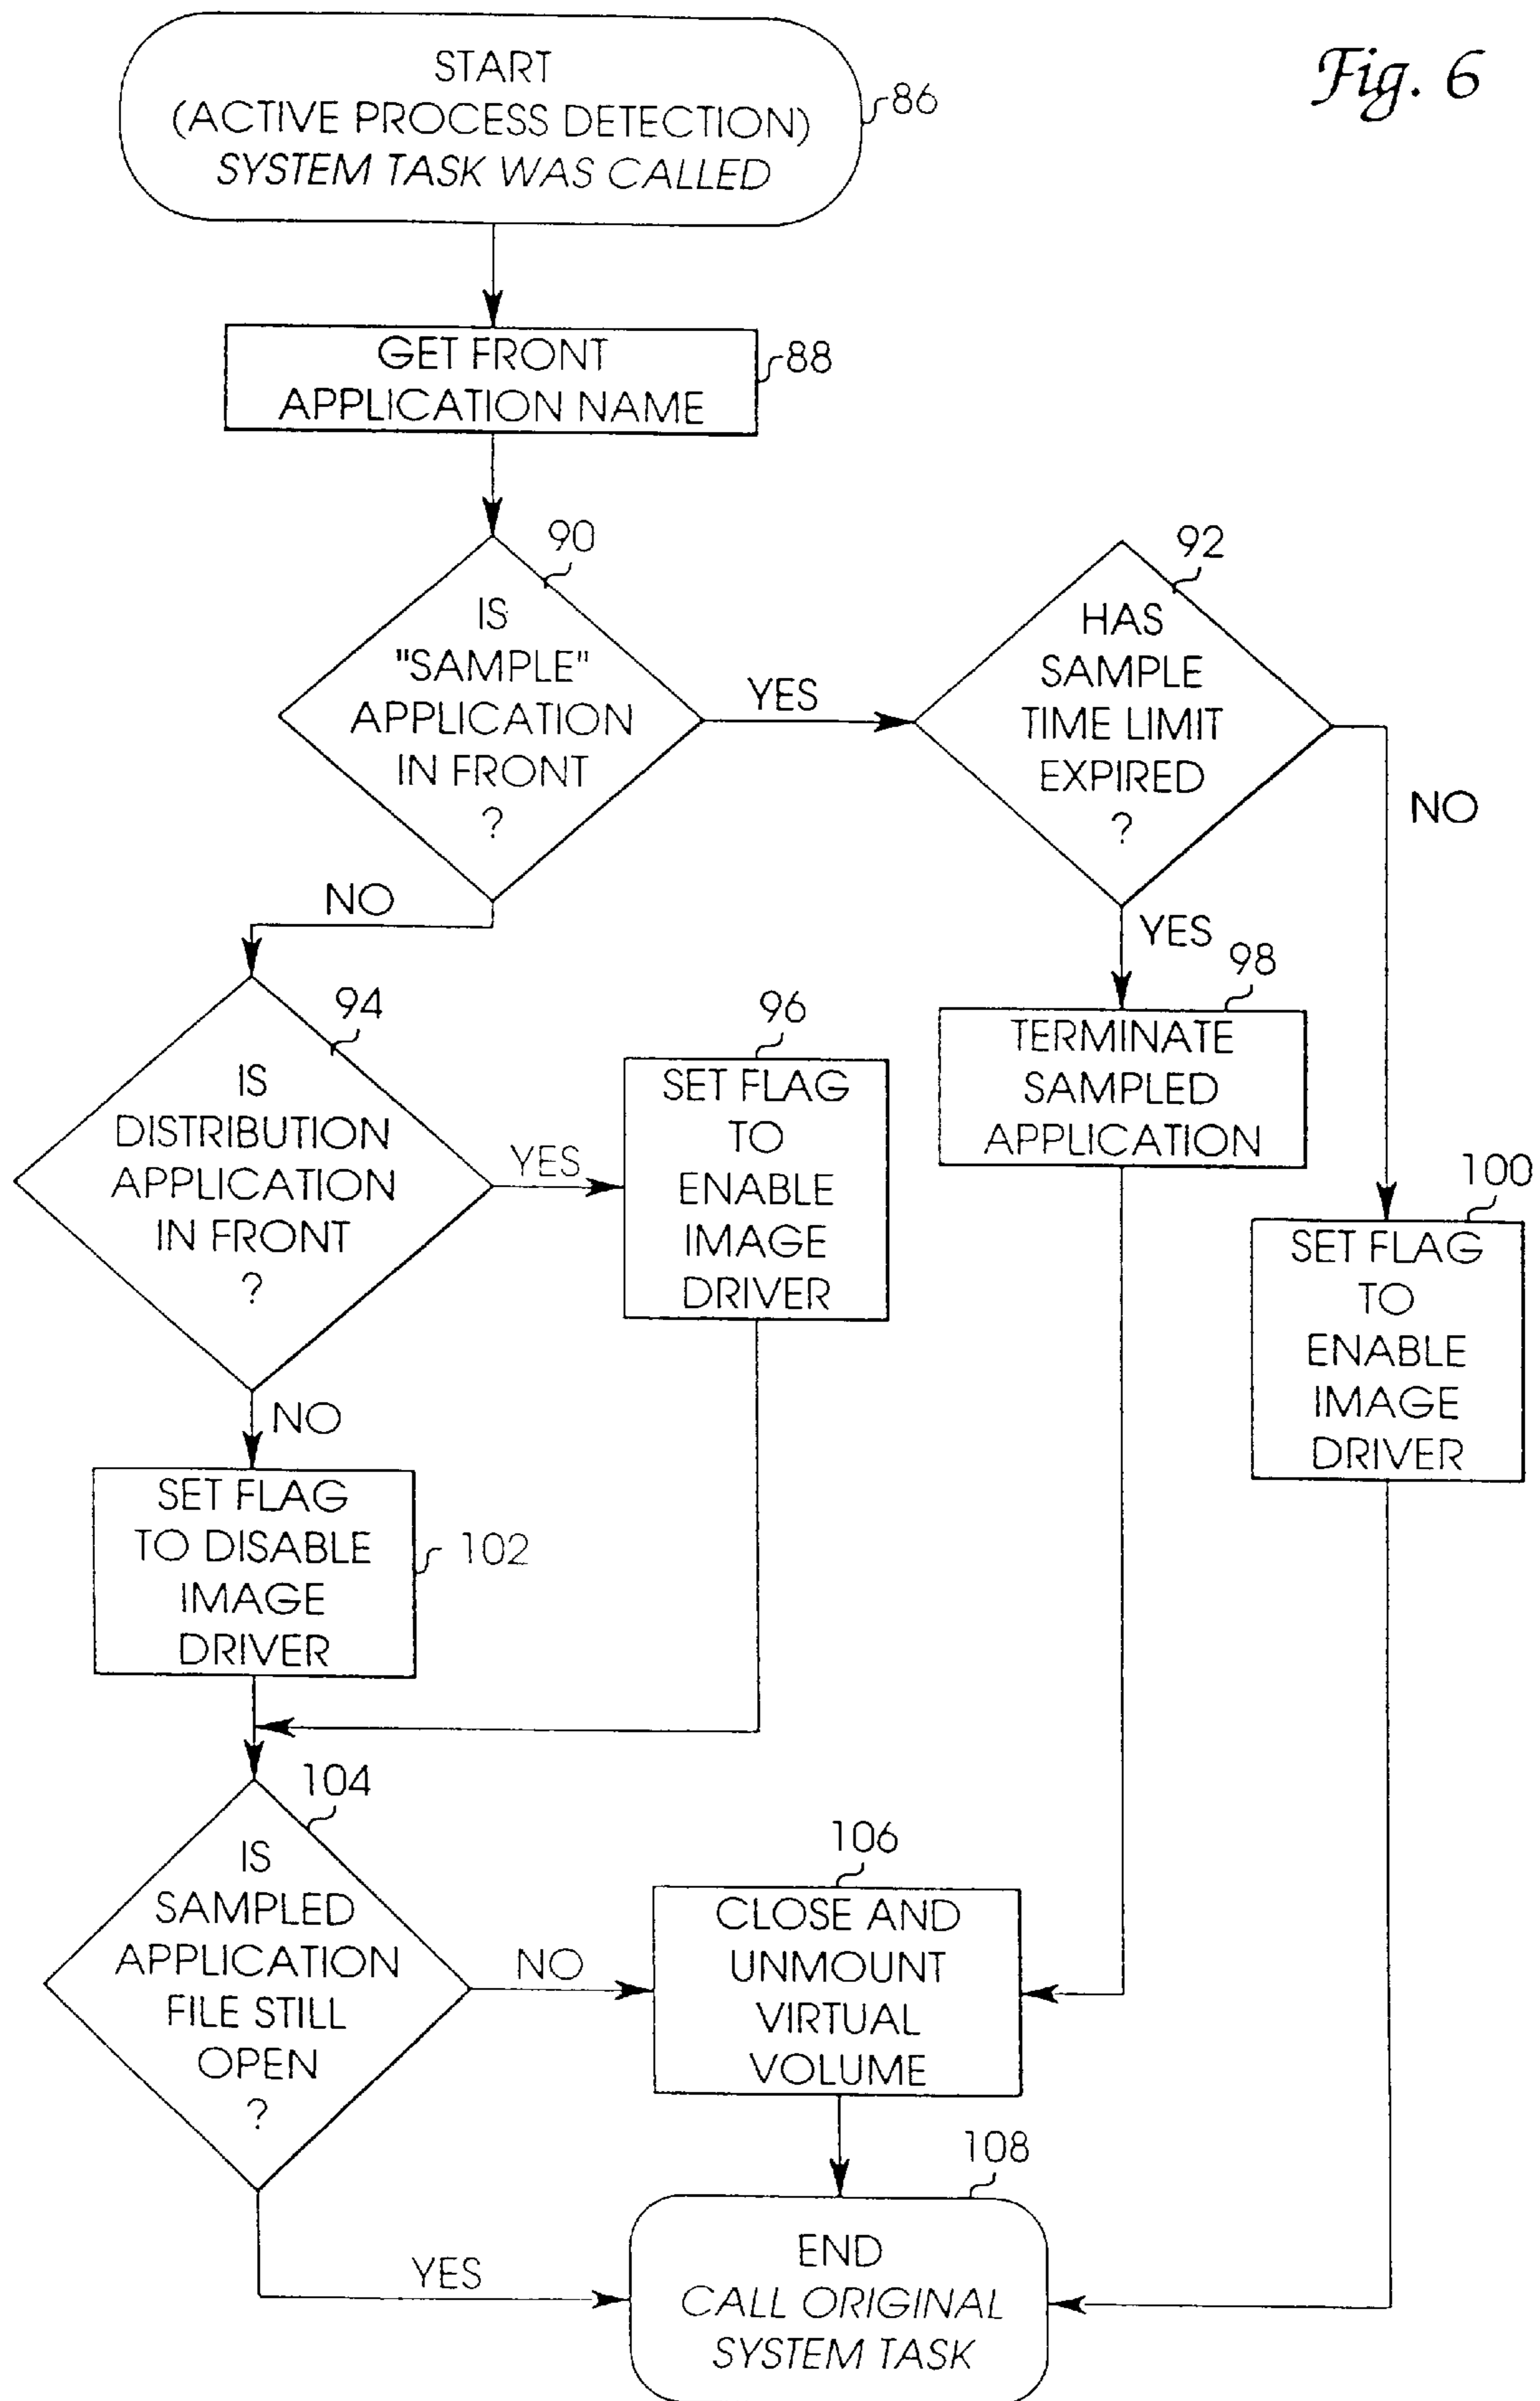 Fig. 6
START
(ACTIVE PROCESS DETECTION)
SYSTEM TASK WAS CALLED
86
GET FRONT
APPLICATION NAME
88
90
IS
"SAMPLE"
APPLICATION
IN FRONT
?
YES
NO
92
HAS
SAMPLE
TIME LIMIT
EXPIRED
?
NO
YES
94
IS
DISTRIBUTION
APPLICATION
IN FRONT
?
YES
NO
96
SET FLAG
TO
ENABLE
IMAGE
DRIVER
98
TERMINATE
SAMPLED
APPLICATION
100
SET FLAG
TO
ENABLE
IMAGE
DRIVER
SET FLAG
TO DISABLE
IMAGE
DRIVER
102
104
IS
SAMPLED
APPLICATION
FILE STILL
OPEN
?
NO
YES
106
CLOSE AND
UNMOUNT
VIRTUAL
VOLUME
108
END
CALL ORIGINAL
SYSTEM TASK